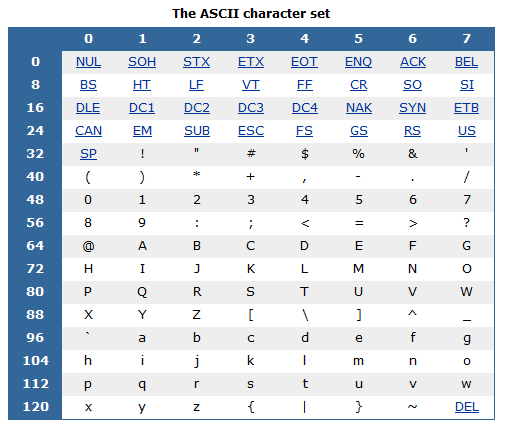 The ASCII character set
0 1 2 3 4 5 6 7
0 NUL SOH STX ETX EOT ENQ ACK BEL
8 BS HT LF VT FF CR SO SI
16 DLE DC1 DC2 DC3 DC4 NAK SYN ETB
24 CAN EM SUB ESC FS GS RS US
32 SP ! " # $ % & '
40 ( ) * + , - . /
48 0 1 2 3 4 5 6 7
56 8 9 : ; < = > ?
64 @ A B C D E F G
72 H I J K L M N O
80 P Q R S T U V W
88 X Y Z [ \ ] ^ _
96 ` a b c d e f g
104 h i j k l m n o
112 p q r s t u v w
120 x y z { | } ~ DEL